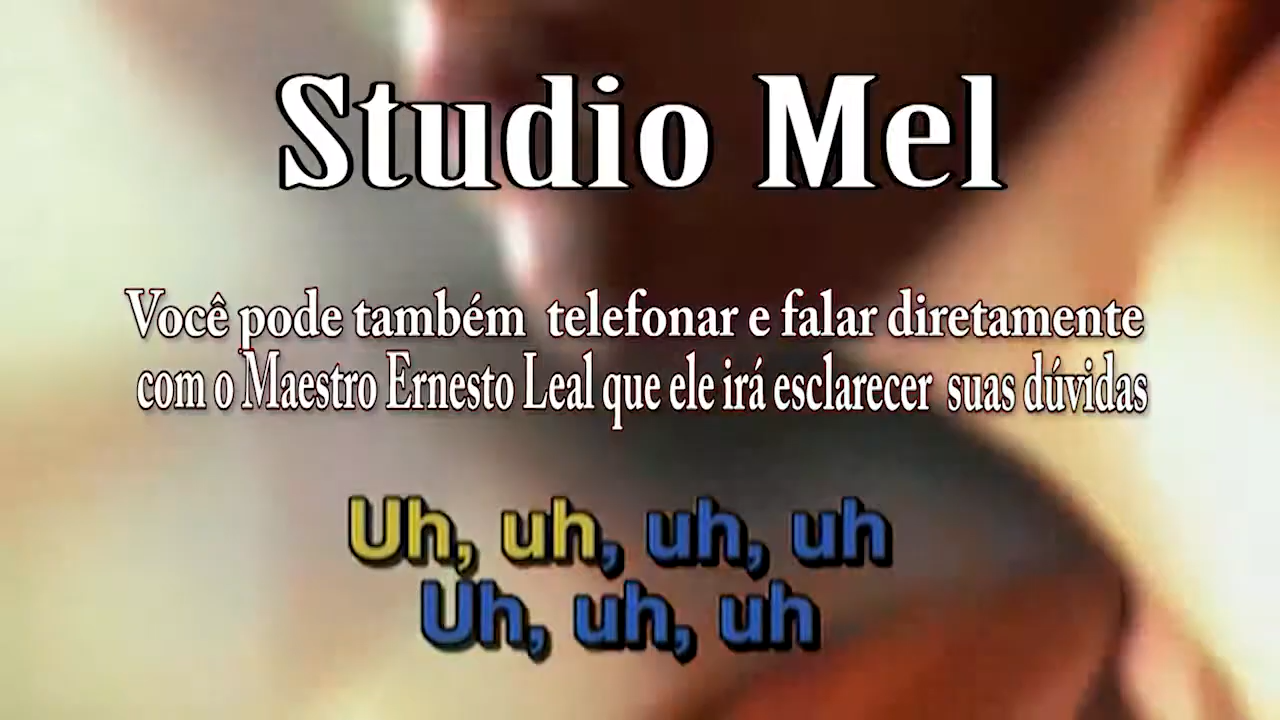 Studio Mel
Você pode também telefonar e falar diretamente
com o Maestro Ernesto Leal que ele irá esclarecer suas dúvidas
Uh, uh, uh, uh
Uh, uh, uh